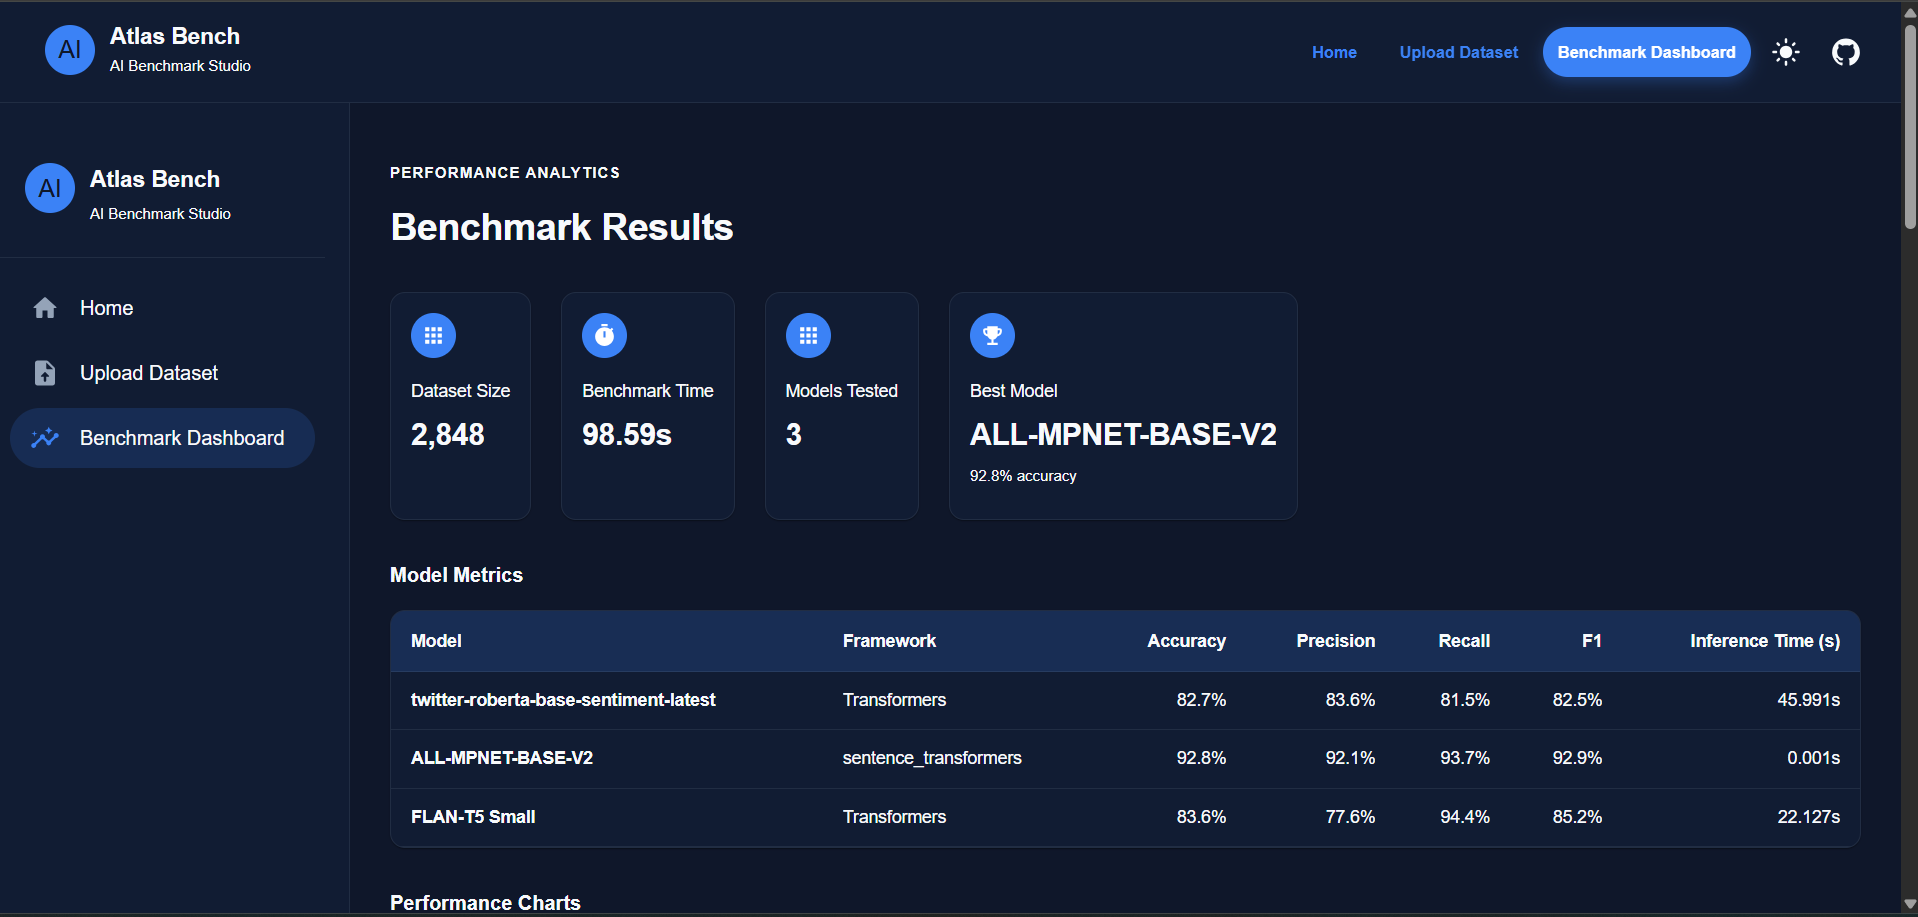 AI
Atlas Bench
AI Benchmark Studio
Home
Upload Dataset
Benchmark Dashboard
AI
Atlas Bench
AI Benchmark Studio
Home
Upload Dataset
Benchmark Dashboard
PERFORMANCE ANALYTICS
Benchmark Results
Dataset Size
2,848
Benchmark Time
98.59s
Models Tested
3
Best Model
ALL-MPNET-BASE-V2
92.8% accuracy
Model Metrics
Model Framework Accuracy Precision Recall F1 Inference Time (s)
twitter-roberta-base-sentiment-latest Transformers 82.7% 83.6% 81.5% 82.5% 45.991s
ALL-MPNET-BASE-V2 sentence_transformers 92.8% 92.1% 93.7% 92.9% 0.001s
FLAN-T5 Small Transformers 83.6% 77.6% 94.4% 85.2% 22.127s
Performance Charts